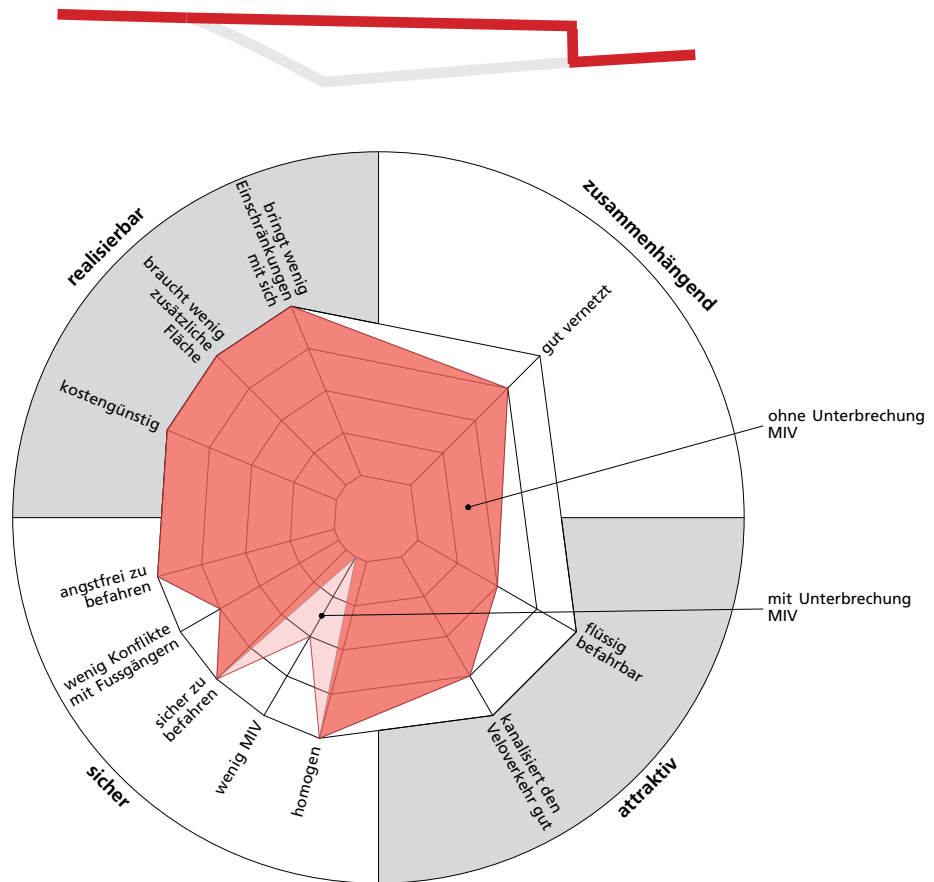 realisierbar
bringt wenig
Einschränkungen
mit sich
braucht wenig
zusätzliche
Fläche
kostengünstig
zusammenhängend
gut vernetzt
ohne Unterbrechung
MIV
mit Unterbrechung
MIV
flüssig
befahrbar
kanalisiert den
Veloverkehr gut
attraktiv
angstfrei zu
befahren
wenig Konflikte
mit Fussgängern
sicher zu
befahren
wenig MIV
homogen
sicher